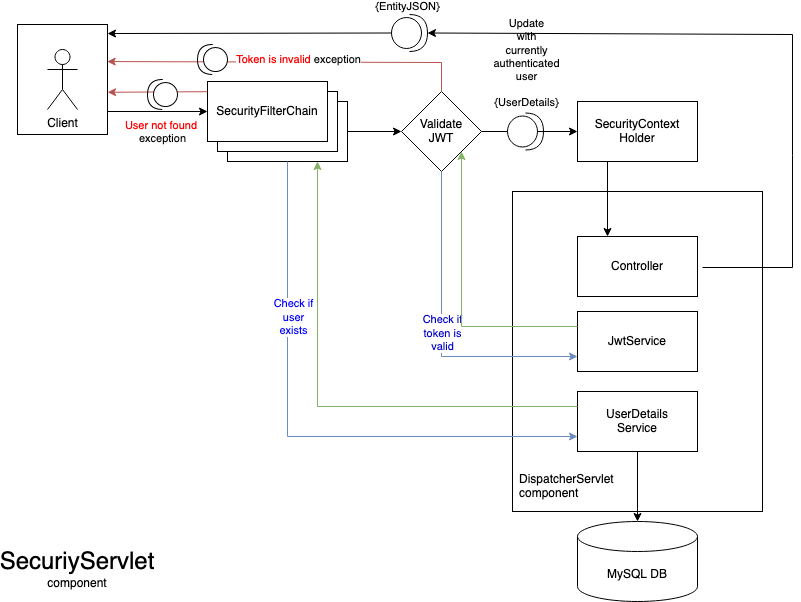 {EntityJSON}
Update
with
currently
authenticated
user
Token is invalid exception
Client
User not found
exception
SecurityFilterChain
Validate
JWT
{UserDetails}
SecurityContext
Holder
Controller
Check if
user
exists
Check if
token is
valid
JwtService
UserDetails
Service
DispatcherServlet
component
MySQL DB
SecuriyServlet
component